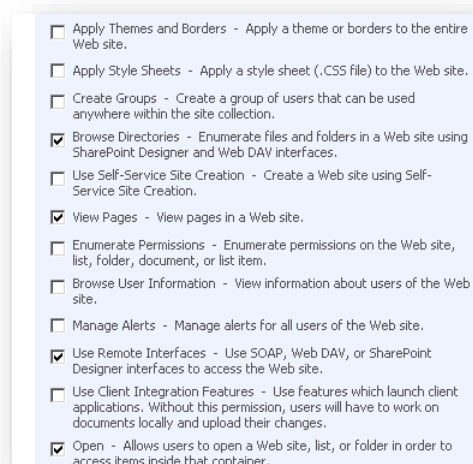 Apply Themes and Borders - Apply a theme or borders to the entire
Web site.
Apply Style Sheets - Apply a style sheet (.CSS file) to the Web site.
Create Groups - Create a group of users that can be used
anywhere within the site collection.
Browse Directories - Enumerate files and folders in a Web site using
SharePoint Designer and Web DAV interfaces.
Use Self-Service Site Creation - Create a Web site using Self-
Service Site Creation.
View Pages - View pages in a Web site.
Enumerate Permissions - Enumerate permissions on the Web site,
list, folder, document, or list item.
Browse User Information - View information about users of the Web
site.
Manage Alerts - Manage alerts for all users of the Web site.
Use Remote Interfaces - Use SOAP, Web DAV, or SharePoint
Designer interfaces to access the Web site.
Use Client Integration Features - Use features which launch client
applications. Without this permission, users will have to work on
documents locally and upload their changes.
Open - Allows users to open a Web site, list, or folder in order to
access items inside that container.